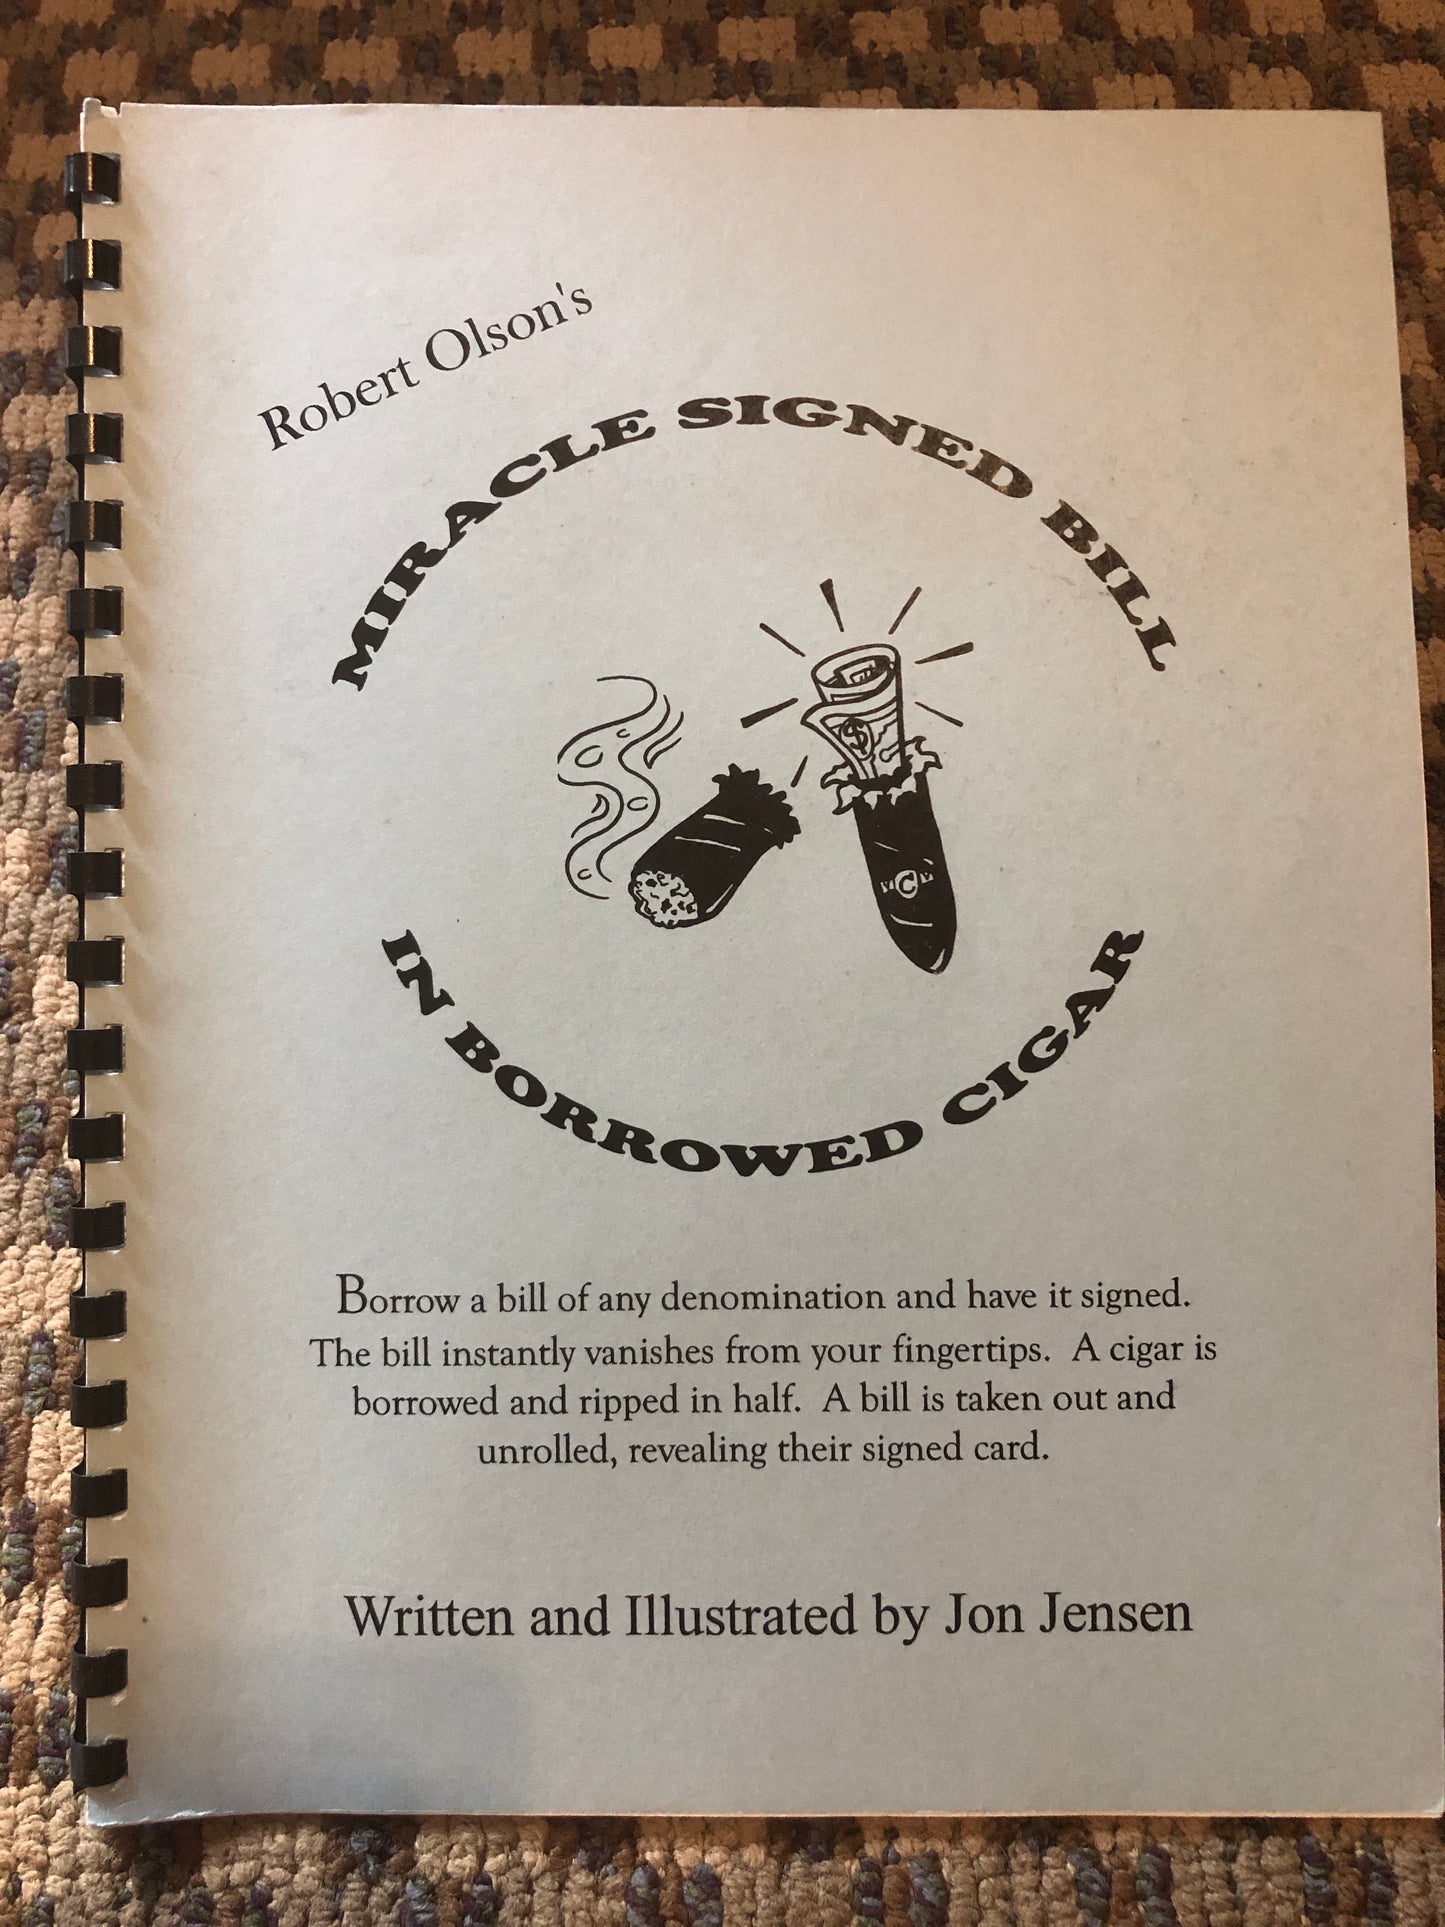 Robert Olson's
MIRACLE SIGNED BILL
$
C
IN BORROWED CIGAR
Borrow a bill of any denomination and have it signed.
The bill instantly vanishes from your fingertips. A cigar is
borrowed and ripped in half. A bill is taken out and
unrolled, revealing their signed card.
Written and Illustrated by Jon Jensen